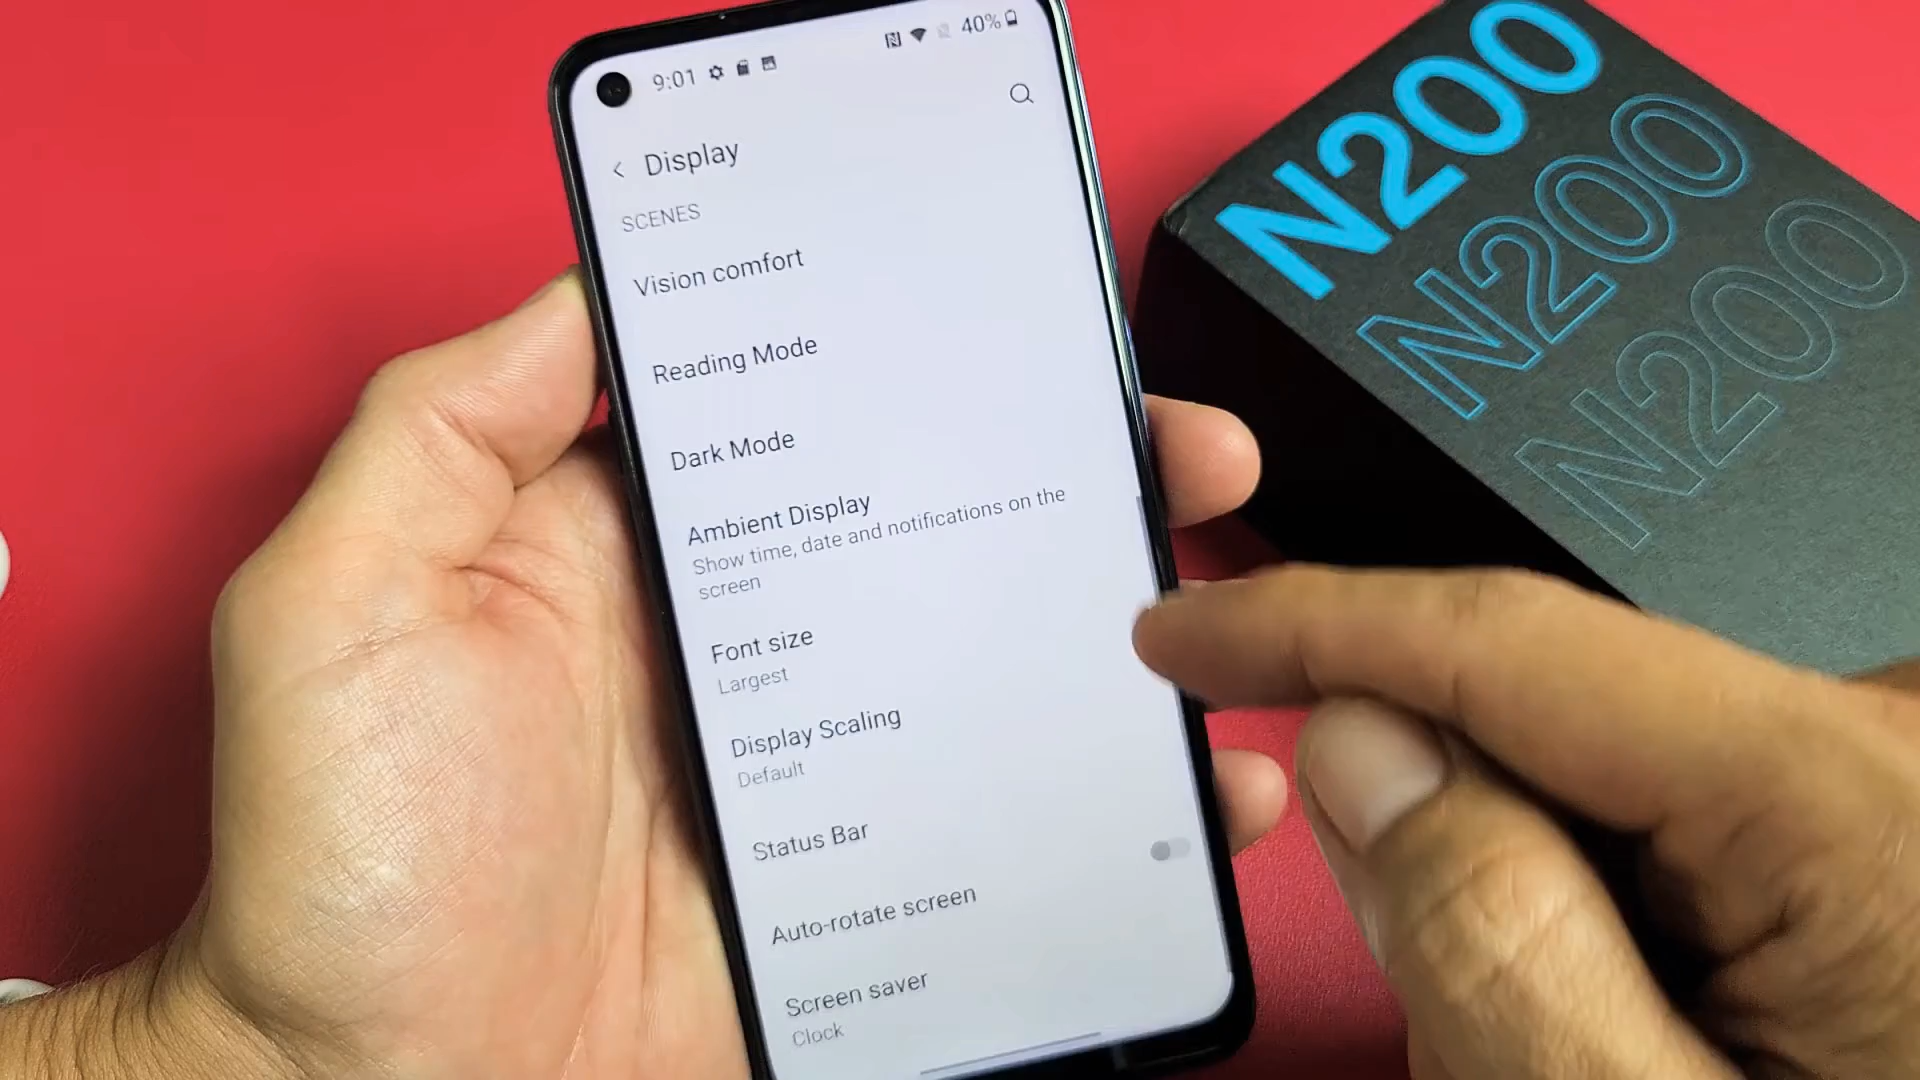 9:01
40%
Display
SCENES
Vision comfort
Reading Mode
Dark Mode
Ambient Display
Show time, date and notifications on the
screen
Font size
Largest
Display Scaling
Default
Status Bar
Auto-rotate screen
Screen saver
Clock
N200
N200
N200